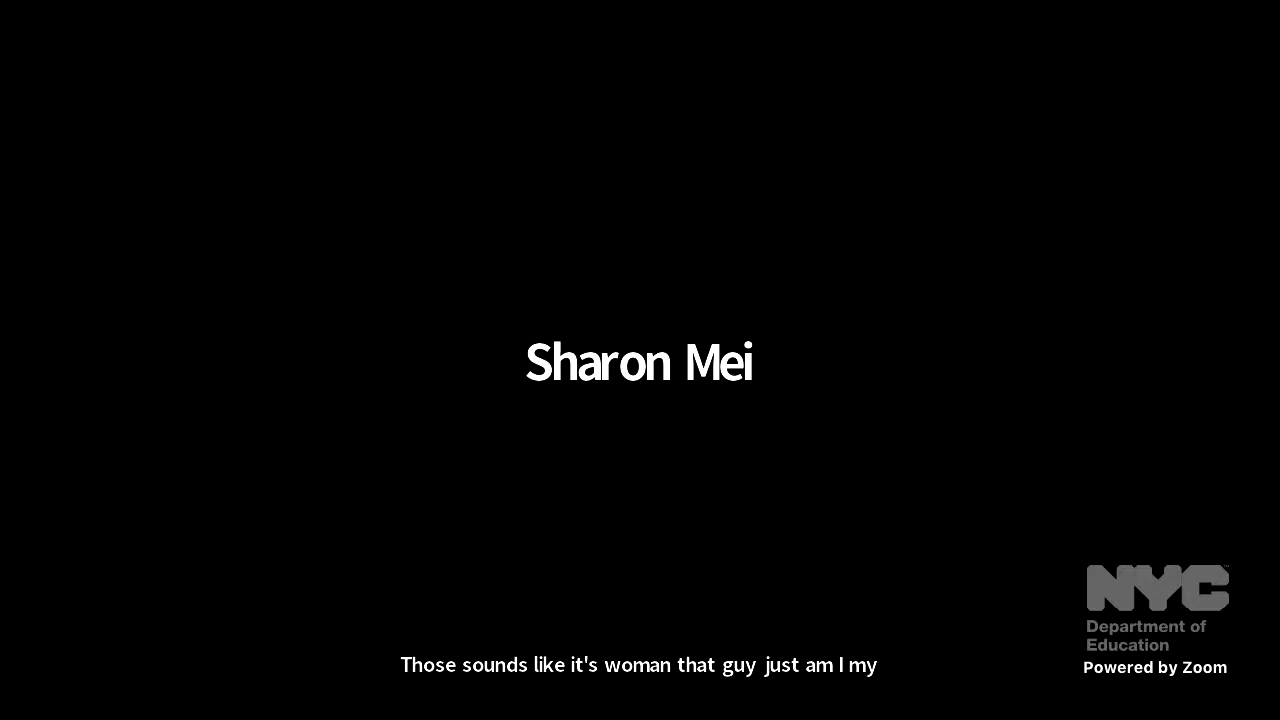 Sharon Mei
NYC
Department of
Education
Those sounds like it's woman that guy just am I my
Powered by Zoom